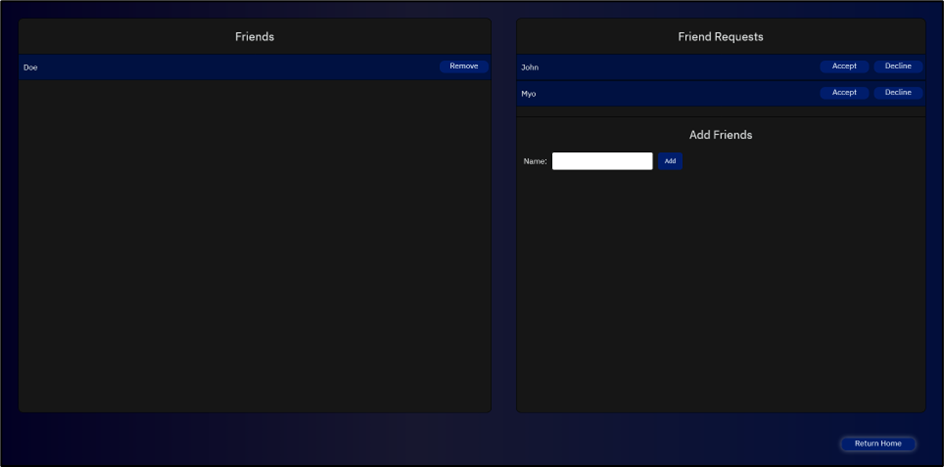 Friends
Doe Remove
Friend Requests
John Accept Decline
Myo Accept Decline
Add Friends
Name: Add
Return Home